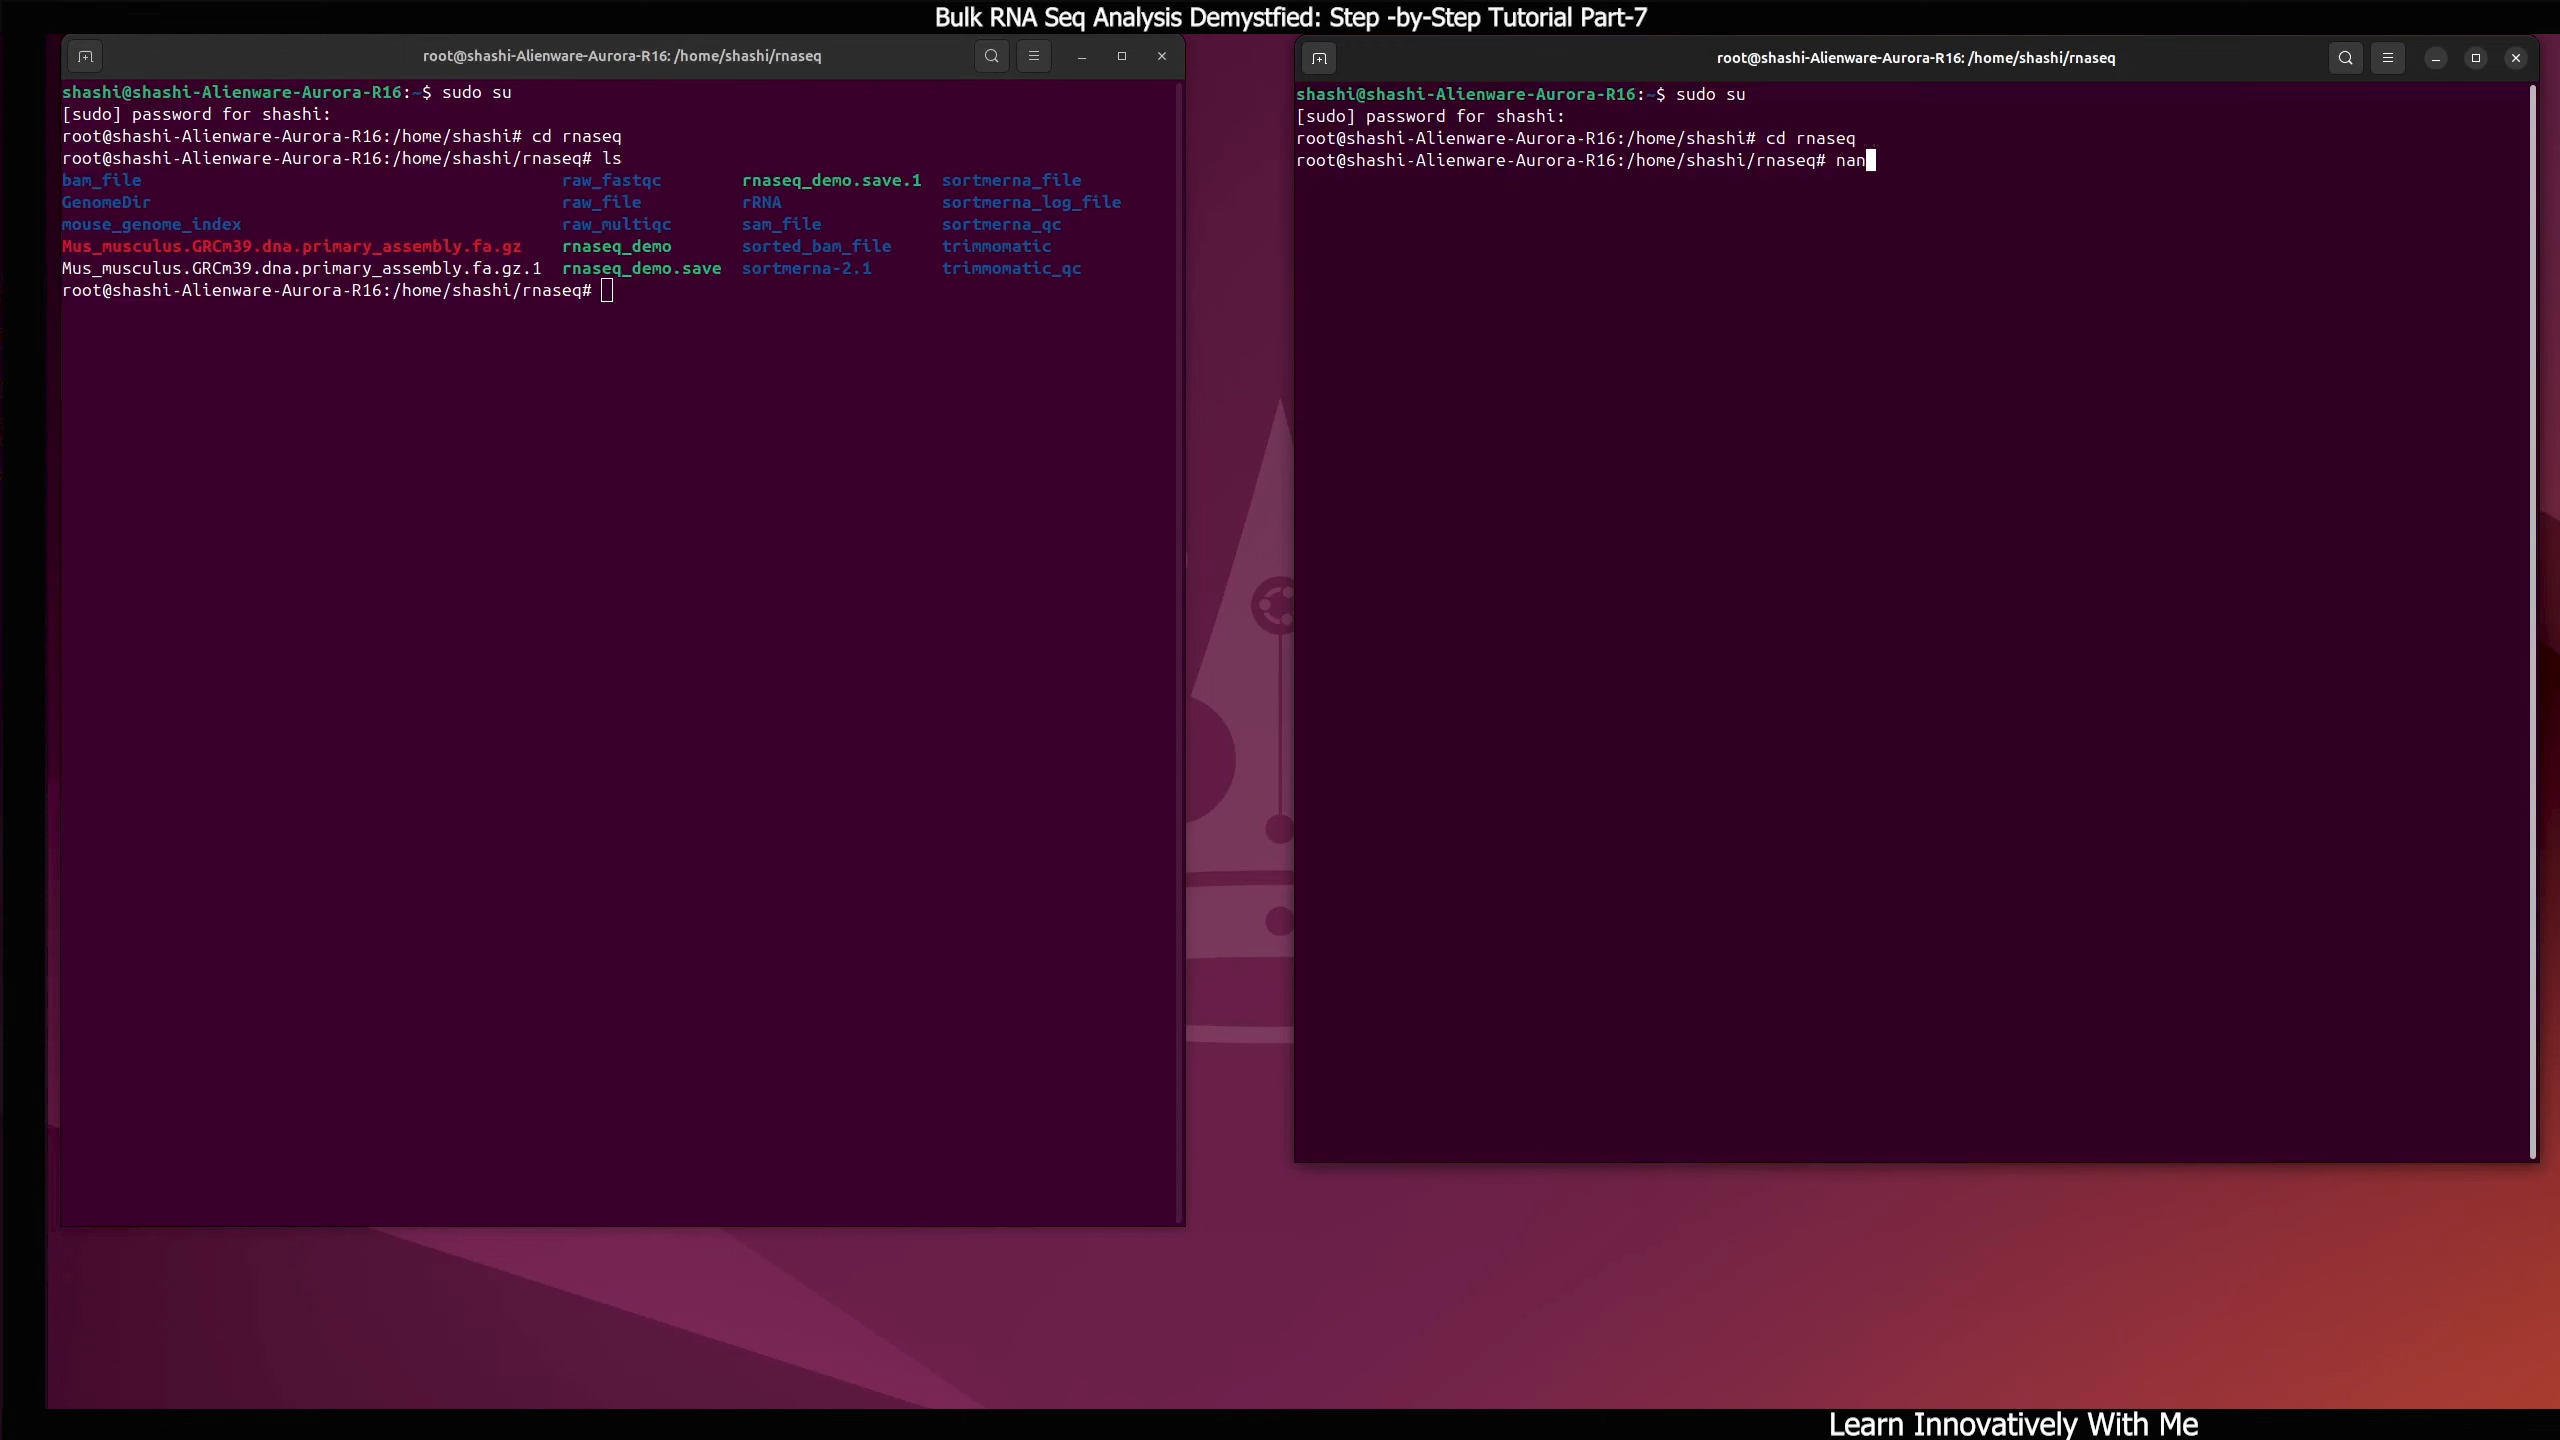 Bulk RNA Seq Analysis Demystfied: Step -by-Step Tutorial Part-7
root@shashi-Alienware-Aurora-R16: /home/shashi/rnaseq
shashi@shashi-Alienware-Aurora-R16:~$ sudo su
[sudo] password for shashi:
root@shashi-Alienware-Aurora-R16:/home/shashi# cd rnaseq
root@shashi-Alienware-Aurora-R16:/home/shashi/rnaseq# ls
bam_file raw_fastqc rnaseq_demo.save.1 sortmerna_file
GenomeDir raw_file rRNA sortmerna_log_file
mouse_genome_index raw_multiqc sam_file sortmerna_qc
Mus_musculus.GRCm39.dna.primary_assembly.fa.gz rnaseq_demo sorted_bam_file trimmomatic
Mus_musculus.GRCm39.dna.primary_assembly.fa.gz.1 rnaseq_demo.save sortmerna-2.1 trimmomatic_qc
root@shashi-Alienware-Aurora-R16:/home/shashi/rnaseq#
root@shashi-Alienware-Aurora-R16: /home/shashi/rnaseq
shashi@shashi-Alienware-Aurora-R16:~$ sudo su
[sudo] password for shashi:
root@shashi-Alienware-Aurora-R16:/home/shashi# cd rnaseq
root@shashi-Alienware-Aurora-R16:/home/shashi/rnaseq# nan
Learn Innovatively With Me